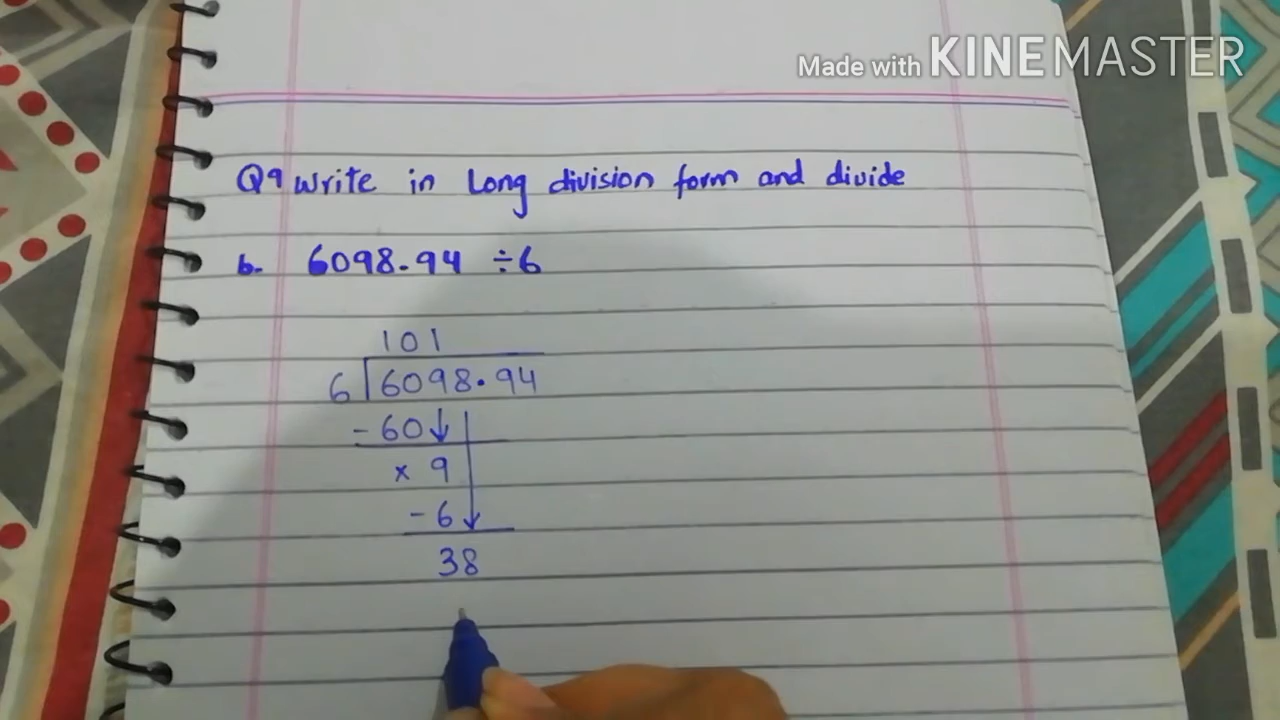 Made with KINEMASTER
Q9 Write in Long division form and divide
b. 6098.94 ÷6
101
6 6098.94
- 60
× 9
- 6
38